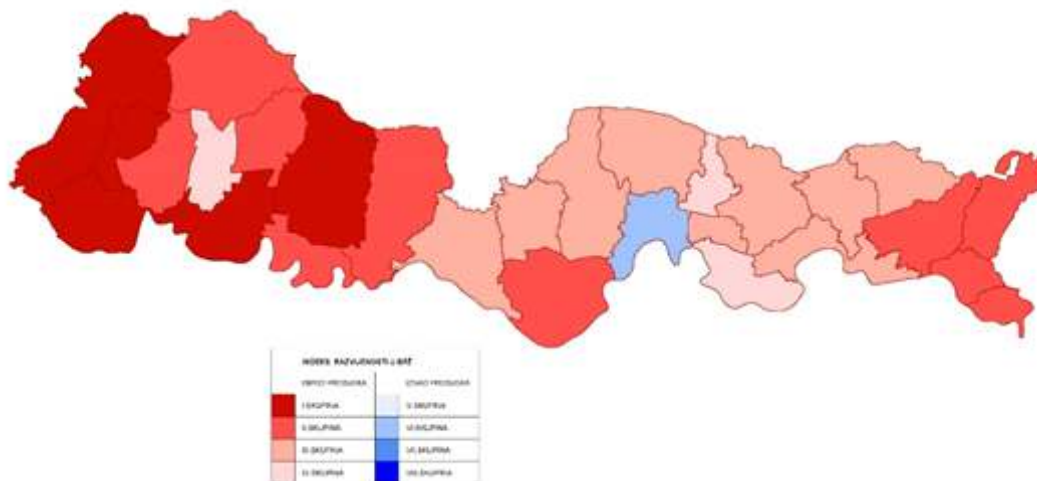 INDEKS RAZVIJENOSTI J
ISPOD PROSJEKA
IZNAD PROSJEKA
I.SKUPINA
V.SKUPINA
II.SKUPINA
VI.SKUPINA
III.SKUPINA
VII.SKUPINA
IV.SKUPINA
VIII.SKUPINA